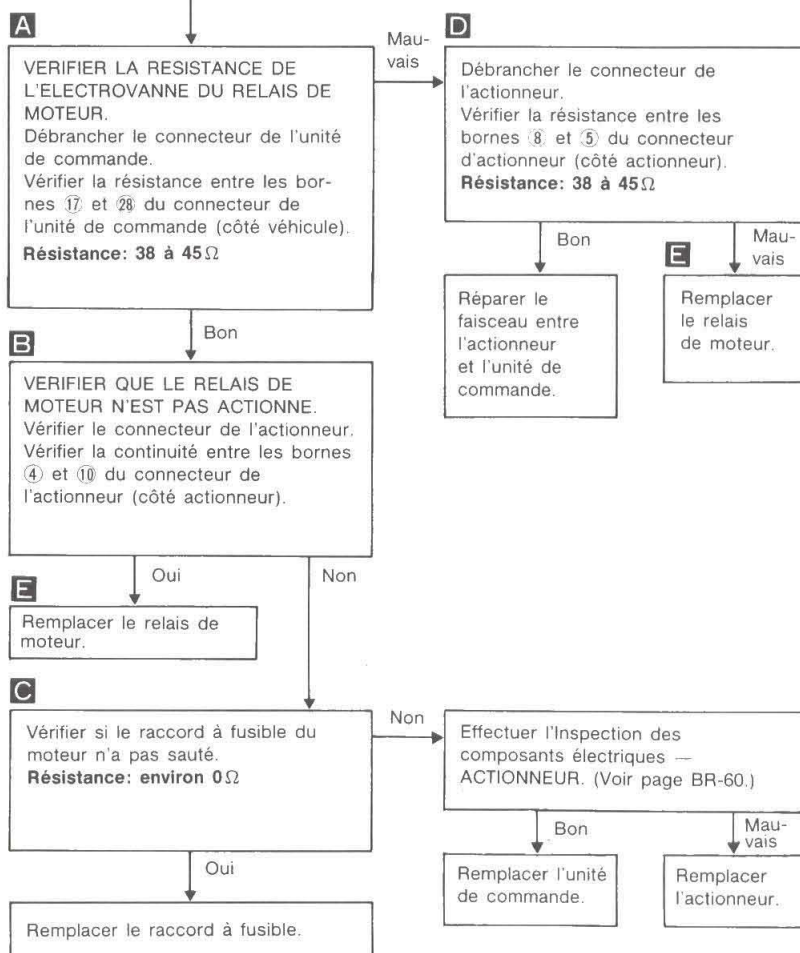 A
VERIFIER LA RESISTANCE DE
L'ELECTROVANNE DU RELAIS DE
MOTEUR.
Débrancher le connecteur de l'unité
de commande.
Vérifier la résistance entre les bor-
nes ⑰ et ㉘ du connecteur de
l'unité de commande (côté véhicule).
Résistance: 38 à 45Ω
Mau-
vais
D
Débrancher le connecteur de
l'actionneur.
Vérifier la résistance entre les
bornes ⑧ et ⑤ du connecteur
d'actionneur (côté actionneur).
Résistance: 38 à 45Ω
Bon
Réparer le
faisceau entre
l'actionneur
et l'unité de
commande.
Mau-
vais
E
Remplacer
le relais
de moteur.
Bon
B
VERIFIER QUE LE RELAIS DE
MOTEUR N'EST PAS ACTIONNE.
Vérifier le connecteur de l'actionneur.
Vérifier la continuité entre les bornes
④ et ⑩ du connecteur de
l'actionneur (côté actionneur).
Oui
Non
E
Remplacer le relais de
moteur.
C
Vérifier si le raccord à fusible du
moteur n'a pas sauté.
Résistance: environ 0Ω
Non
Effectuer l'Inspection des
composants électriques —
ACTIONNEUR. (Voir page BR-60.)
Bon
Mau-
vais
Remplacer l'unité
de commande.
Remplacer
l'actionneur.
Oui
Remplacer le raccord à fusible.